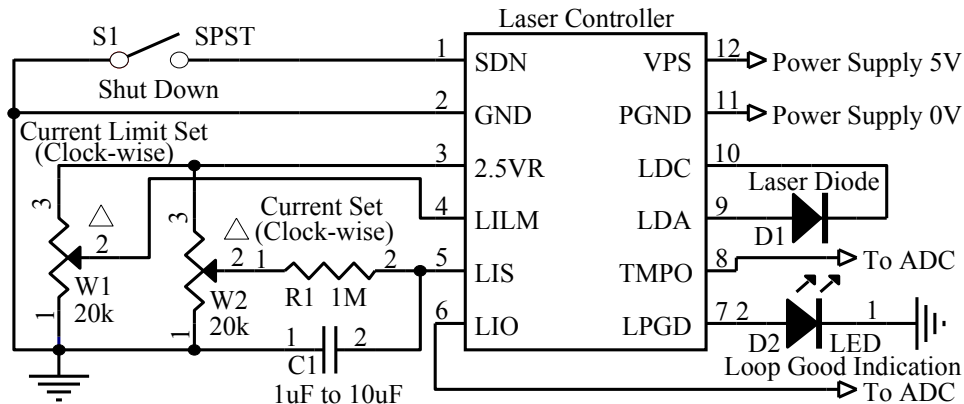 Laser Controller
S1 SPST
Shut Down
1 SDN VPS 12 Power Supply 5V
2 GND PGND 11 Power Supply 0V
Current Limit Set
(Clock-wise)
3 2.5VR LDC 10
Laser Diode
4 LILM LDA 9
D1
3 2 W1 20k 1
Current Set
(Clock-wise)
3 2 W2 20k 1
1 R1 1M 2
5 LIS TMPO 8 To ADC
6 LIO LPGD 7 2 D2 LED 1
Loop Good Indication
1 C1 2
1uF to 10uF
To ADC